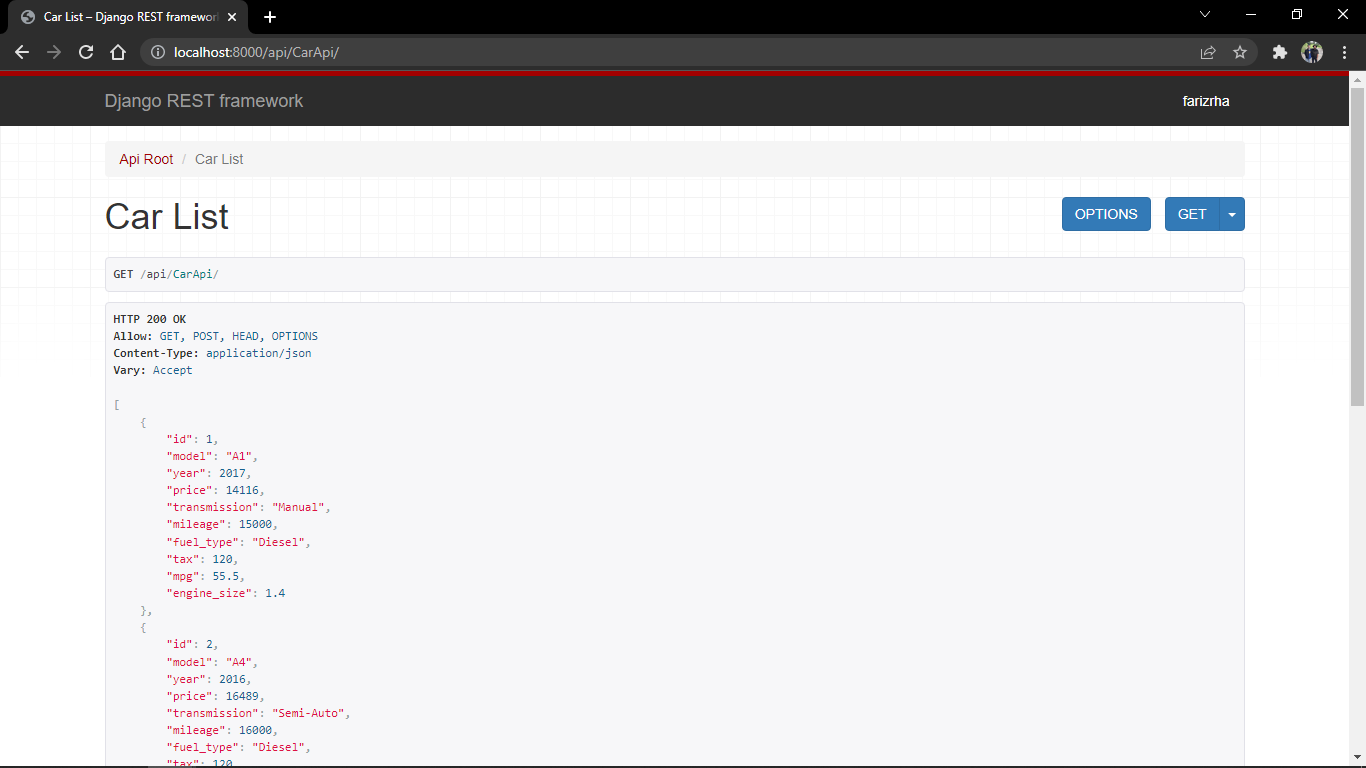 Car List – Django REST framewor
localhost:8000/api/CarApi/
Django REST framework
farizrha
Api Root / Car List
Car List
OPTIONS
GET
GET /api/CarApi/
HTTP 200 OK
Allow: GET, POST, HEAD, OPTIONS
Content-Type: application/json
Vary: Accept
[
{
"id": 1,
"model": "A1",
"year": 2017,
"price": 14116,
"transmission": "Manual",
"mileage": 15000,
"fuel_type": "Diesel",
"tax": 120,
"mpg": 55.5,
"engine_size": 1.4
},
{
"id": 2,
"model": "A4",
"year": 2016,
"price": 16489,
"transmission": "Semi-Auto",
"mileage": 16000,
"fuel_type": "Diesel",
"tax": 120